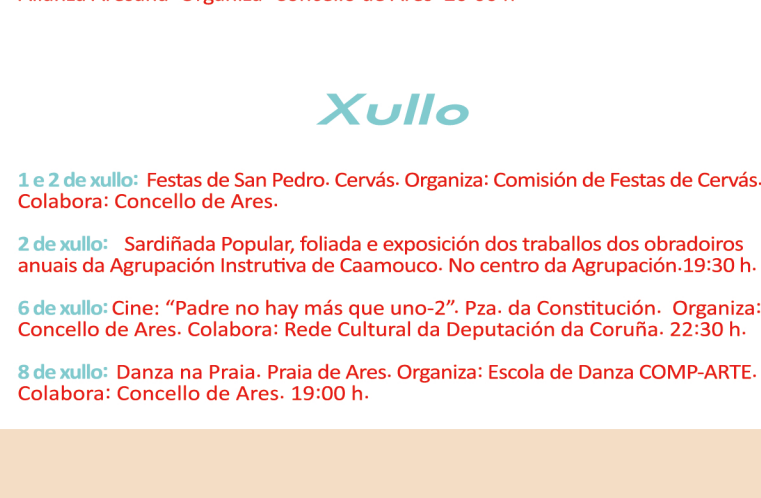 Xullo
1 e 2 de xullo: Festas de San Pedro. Cervás. Organiza: Comisión de Festas de Cervás.
Colabora: Concello de Ares.
2 de xullo: Sardiñada Popular, foliada e exposición dos traballos dos obradoiros
anuais da Agrupación Instrutiva de Caamouco. No centro da Agrupación.19:30 h.
6 de xullo: Cine: “Padre no hay más que uno-2”. Pza. da Constitución. Organiza:
Concello de Ares. Colabora: Rede Cultural da Deputación da Coruña. 22:30 h.
8 de xullo: Danza na Praia. Praia de Ares. Organiza: Escola de Danza COMP-ARTE.
Colabora: Concello de Ares. 19:00 h.